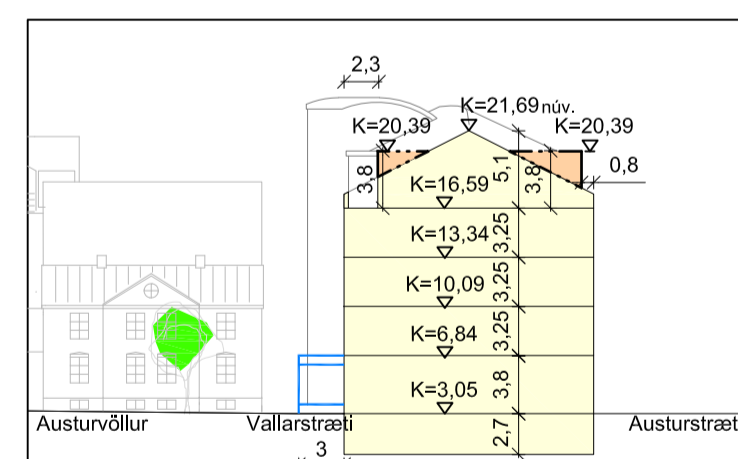 2,3
K=21,69 núv.
K=20,39
K=20,39
0,8
3,8
5,1
3,8
K=16,59
K=13,34
3,25
K=10,09
3,25
K=6,84
3,25
K=3,05
3,8
Austurvöllur
Vallarstræti
Austurstræt
2,7
3